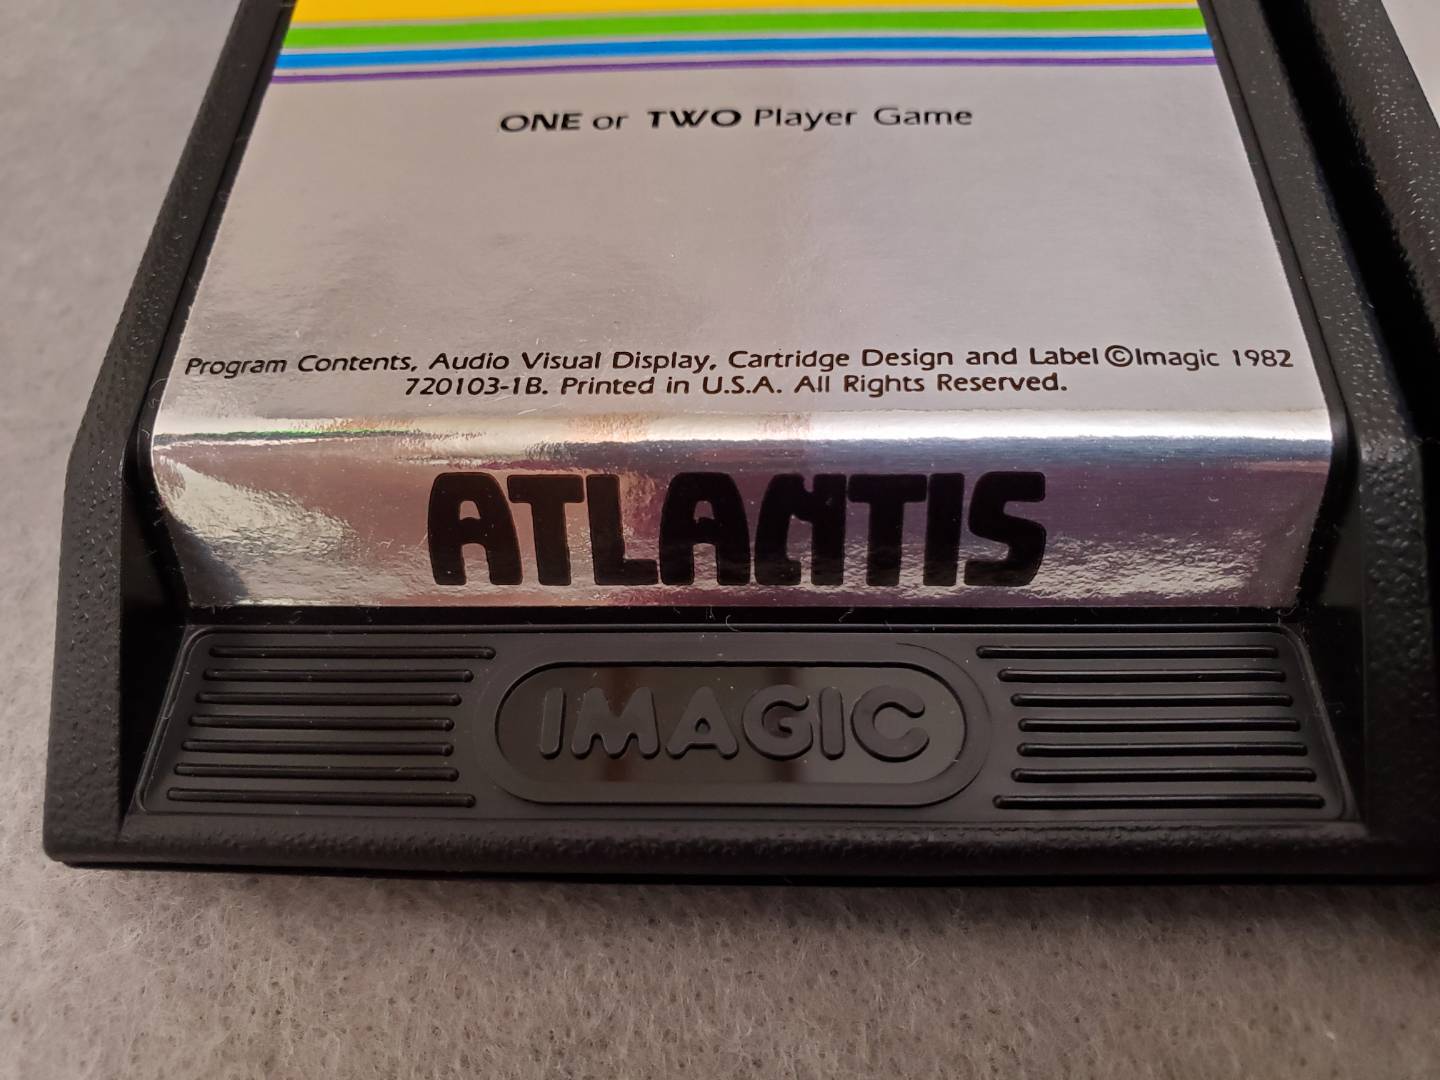 ONE or TWO Player Game
Program Contents, Audio Visual Display, Cartridge Design and Label ©Imagic 1982
720103-1B. Printed in U.S.A. All Rights Reserved.
ATLANTIS
IMAGIC